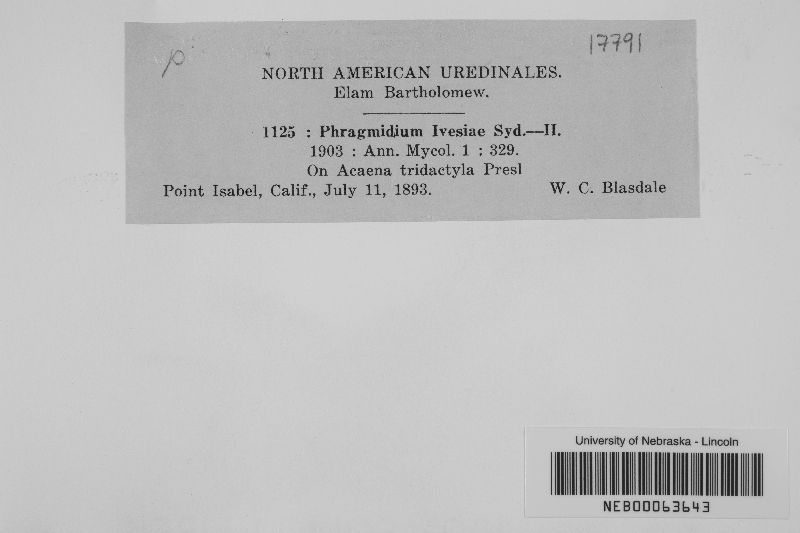 p
17791
NORTH AMERICAN UREDINALES.
Elam Bartholomew.
1125 : Phragmidium Ivesiae Syd.—II.
1903 : Ann. Mycol. 1 : 329.
On Acaena tridactyla Presl
Point Isabel, Calif., July 11, 1893. W. C. Blasdale
University of Nebraska - Lincoln
NEB00063643